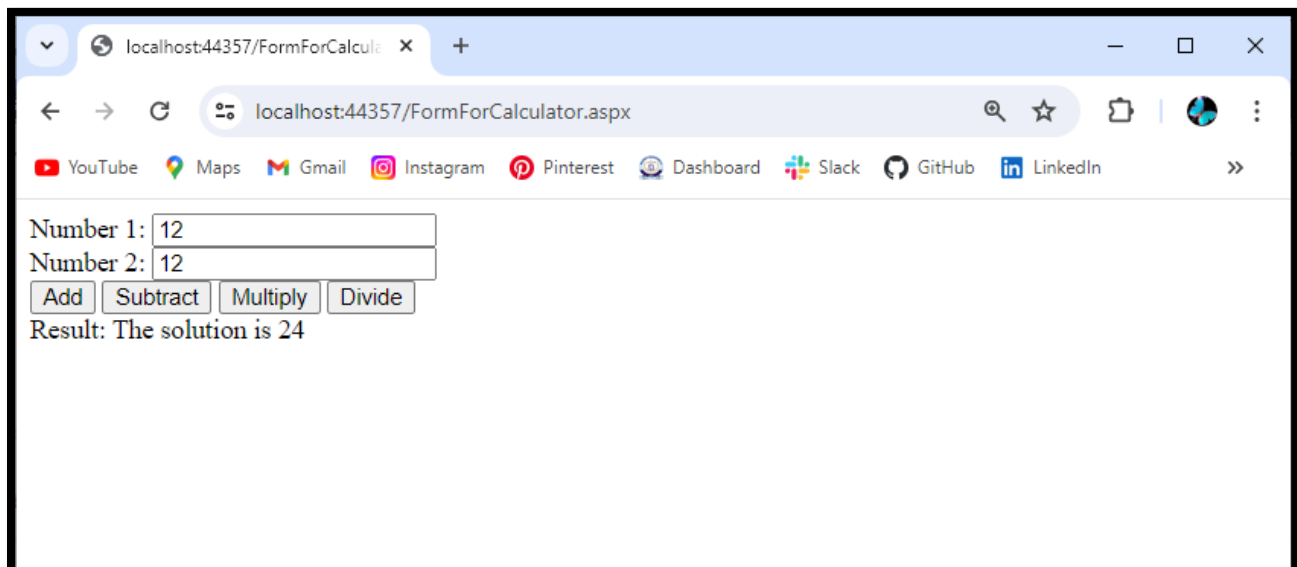 localhost:44357/FormForCalcula
localhost:44357/FormForCalculator.aspx
YouTube Maps Gmail Instagram Pinterest Dashboard Slack GitHub LinkedIn
Number 1: 12
Number 2: 12
Add Subtract Multiply Divide
Result: The solution is 24